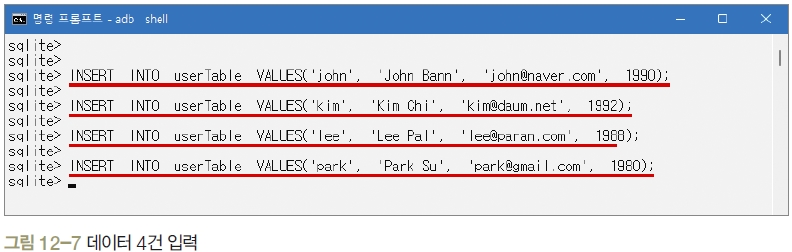 명령 프롬프트 - adb shell
sqlite>
sqlite>
sqlite> INSERT INTO userTable VALUES('john', 'John Bann', 'john@naver.com', 1990);
sqlite>
sqlite> INSERT INTO userTable VALUES('kim', 'Kim Chi', 'kim@daum.net', 1992);
sqlite>
sqlite> INSERT INTO userTable VALUES('lee', 'Lee Pal', 'lee@paran.com', 1988);
sqlite>
sqlite> INSERT INTO userTable VALUES('park', 'Park Su', 'park@gmail.com', 1980);
sqlite>
그림 12-7 데이터 4건 입력